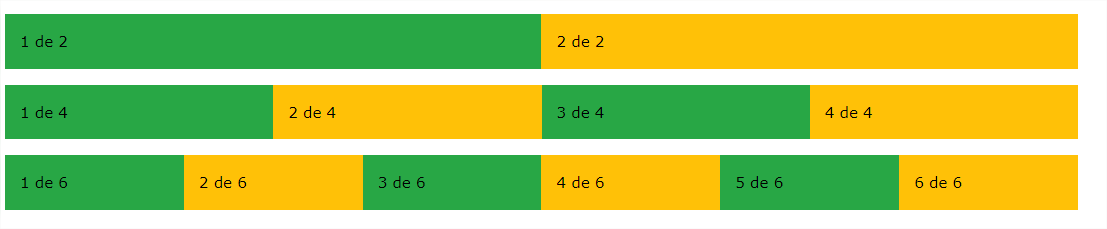 1 de 2 2 de 2
1 de 4 2 de 4 3 de 4 4 de 4
1 de 6 2 de 6 3 de 6 4 de 6 5 de 6 6 de 6